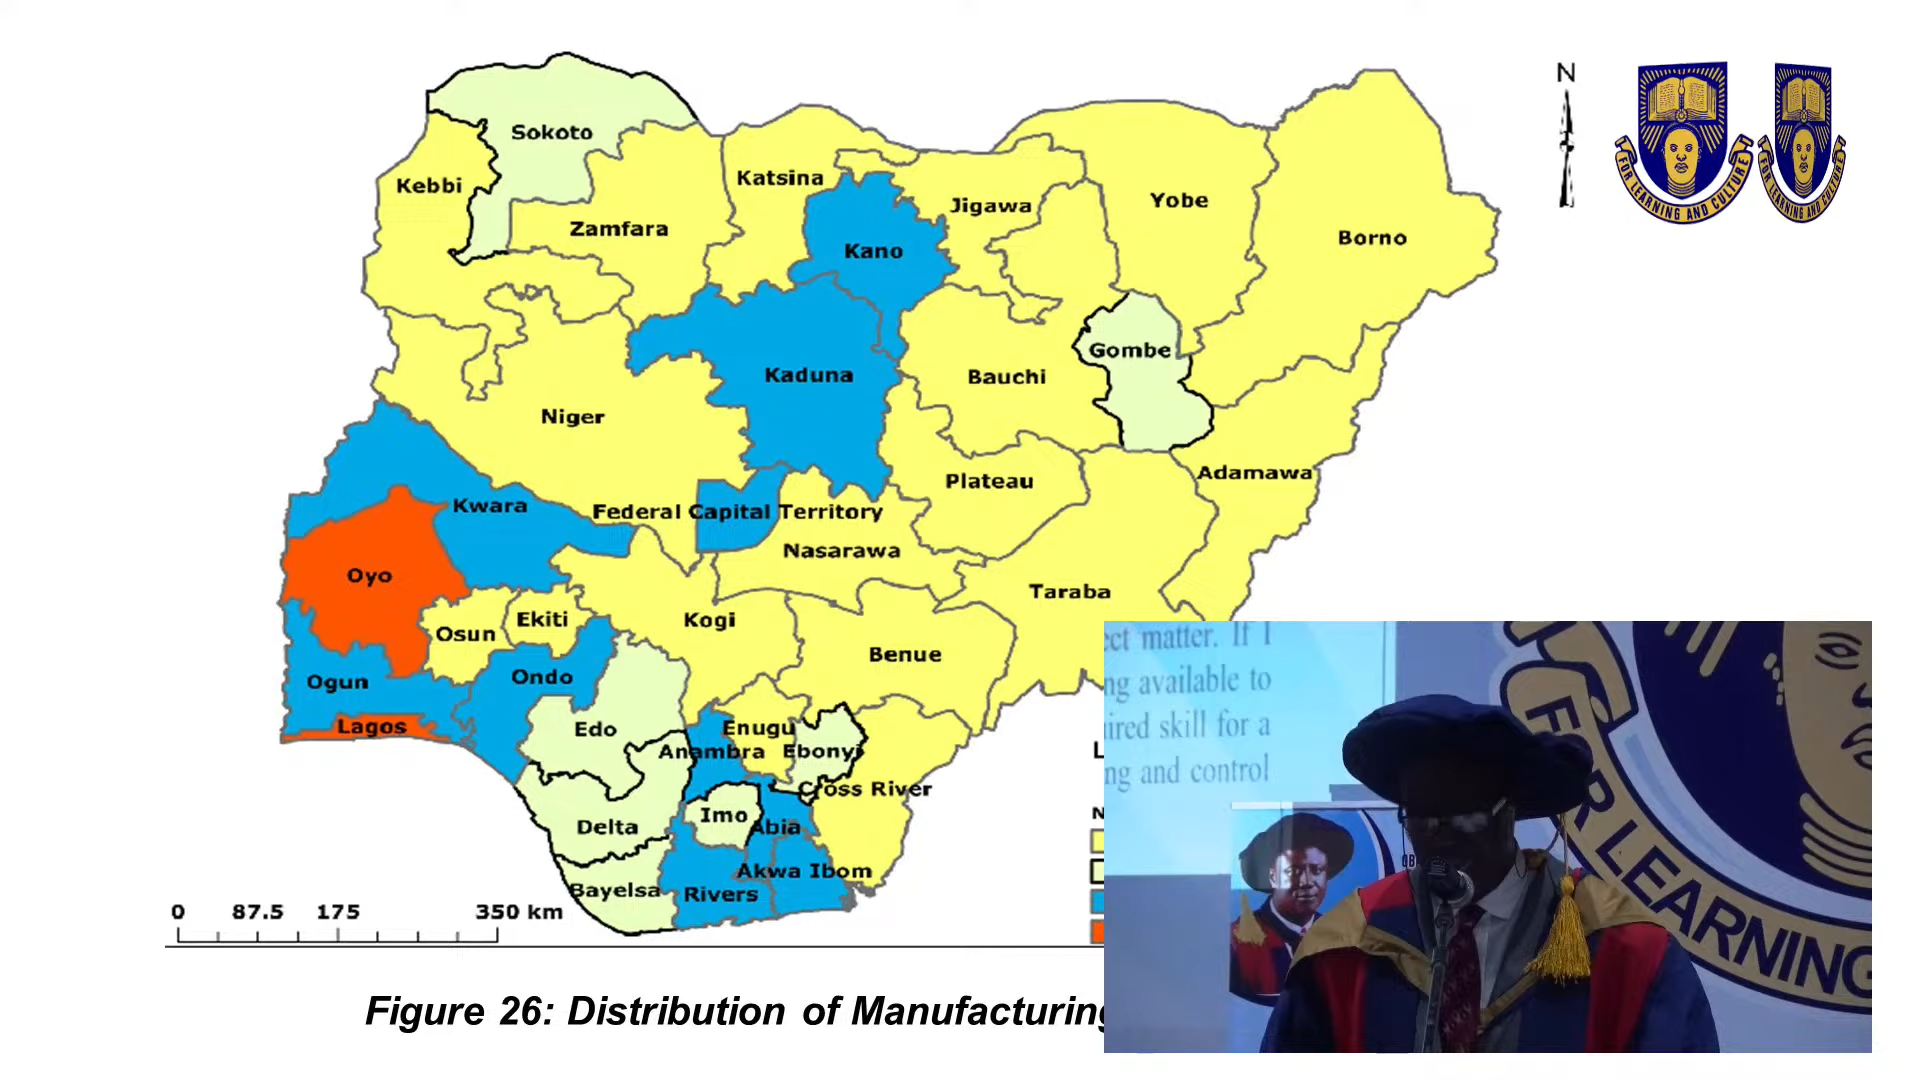 N
FOR LEARNING AND CULTURE
FOR LEARNING AND CULTURE
Sokoto
Kebbi
Katsina
Jigawa
Yobe
Zamfara
Borno
Kano
Gombe
Kaduna
Bauchi
Niger
Adamawa
Plateau
Kwara
Federal Capital Territory
Nasarawa
Oyo
Taraba
Ekiti
Kogi
Osun
Benue
Ondo
Ogun
Lagos
Edo
Enugu
Anambra
Ebonyi
Cross River
Imo
Abia
Delta
Akwa Ibom
Bayelsa
Rivers
0 87.5 175 350 km
Figure 26: Distribution of Manufacturing
ect matter. If I
ng available to
ired skill for a
ng and control
FOR LEARNING